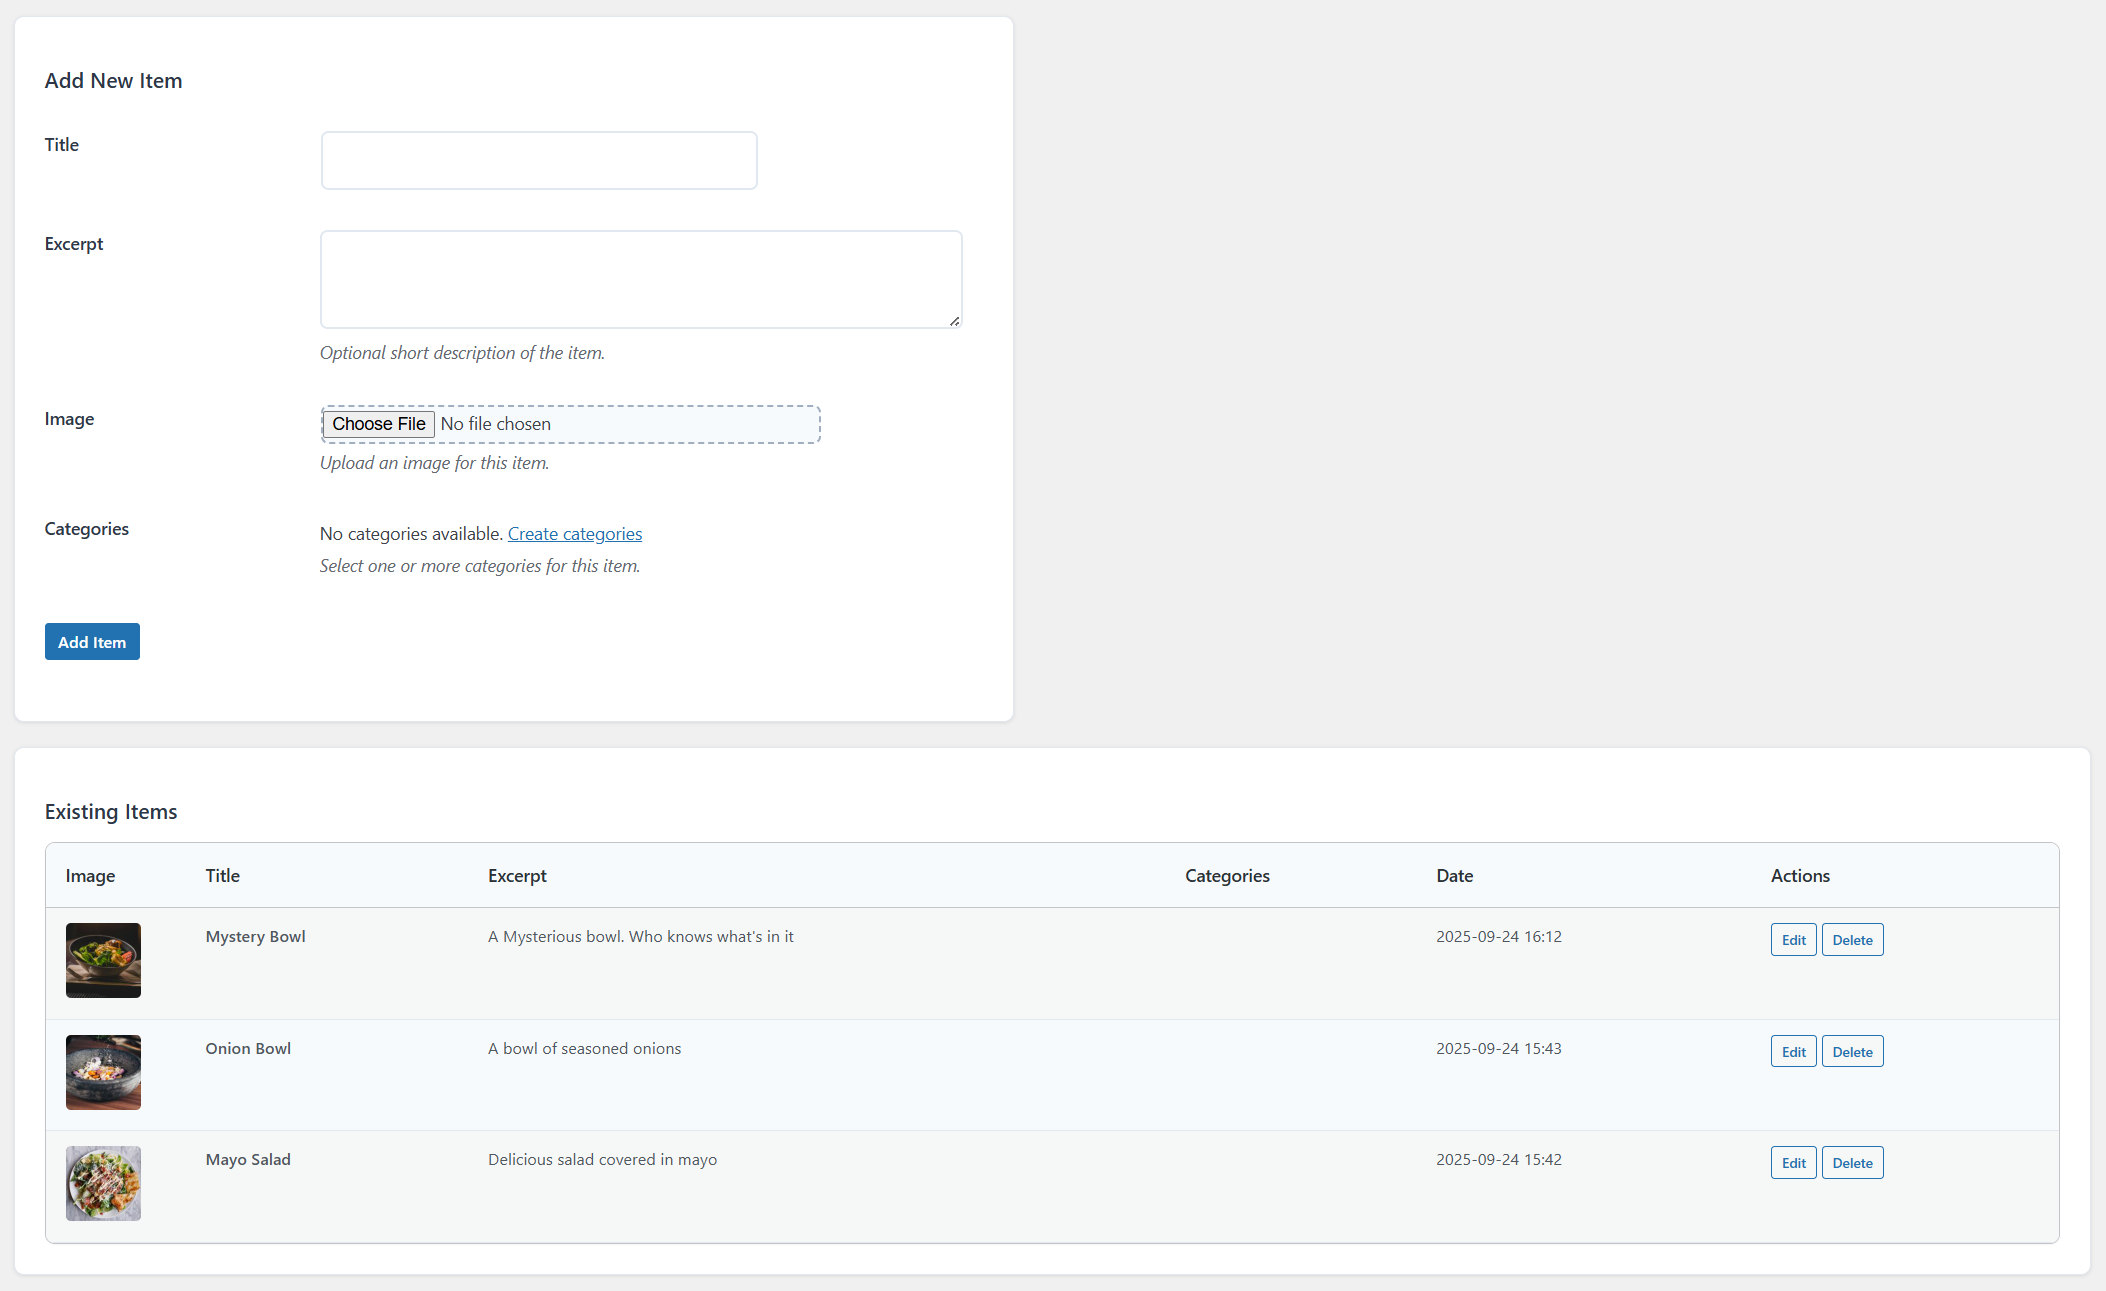 Add New Item
Title
Excerpt
Optional short description of the item.
Image
Choose File No file chosen
Upload an image for this item.
Categories
No categories available. Create categories
Select one or more categories for this item.
Add Item
Existing Items
Image Title Excerpt Categories Date Actions
Mystery Bowl A Mysterious bowl. Who knows what's in it 2025-09-24 16:12 Edit Delete
Onion Bowl A bowl of seasoned onions 2025-09-24 15:43 Edit Delete
Mayo Salad Delicious salad covered in mayo 2025-09-24 15:42 Edit Delete